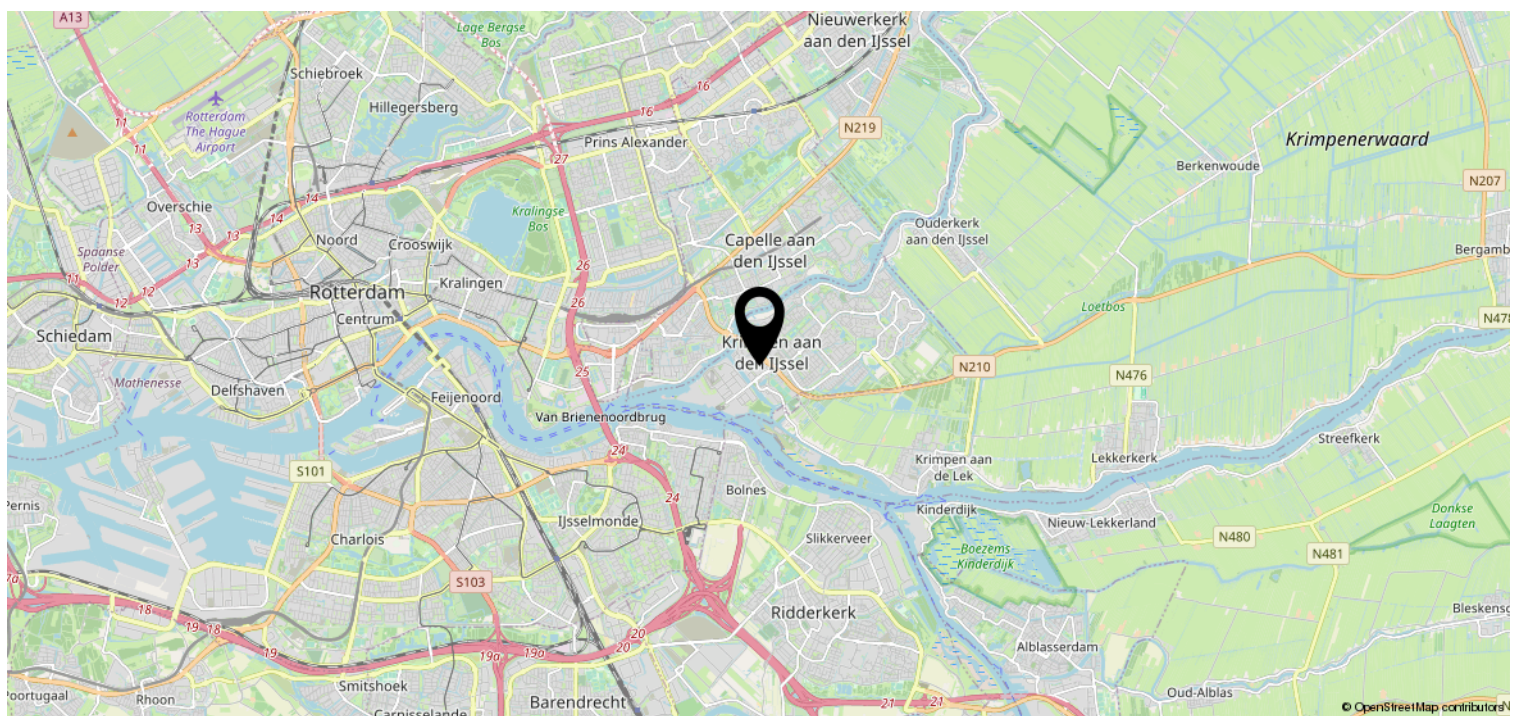 A13
Lage Bergse
Bos
Nieuwerkerk
aan den IJssel
Schiebroek
Hillegersberg
16
16
11
Rotterdam
The Hague
Airport
N219
Krimpenerwaard
11
Prins Alexander
27
Berkenwoude
N207
14
Overschie
14
Kralingse
Bos
13
13
Noord
Crooswijk
Capelle aan
den IJssel
Ouderkerk
aan den IJssel
Spaanse
Polder
13
26
Bergamb
11
12
12
Rotterdam
Kralingen
26
Loetbos
Centrum
N478
Schiedam
Krimpen aan
den IJssel
N210
N476
25
Mathenesse
Delfshaven
Feijenoord
Van Brienenoordbrug
Streefkerk
24
Krimpen aan
de Lek
Lekkerkerk
S101
24
Bolnes
Pernis
Kinderdijk
Nieuw-Lekkerland
Donkse
Laagten
IJsselmonde
Charlois
Slikkerveer
N480
Boezems
Kinderdijk
N481
7a
S103
18
Ridderkerk
Bleskensg
19
18
20
20
19
19a
19a
Alblasserdam
Smitshoek
Oud-Alblas
Poortugaal
Rhoon
Barendrecht
21
21
Carnisselande
© OpenStreetMap contributors
N